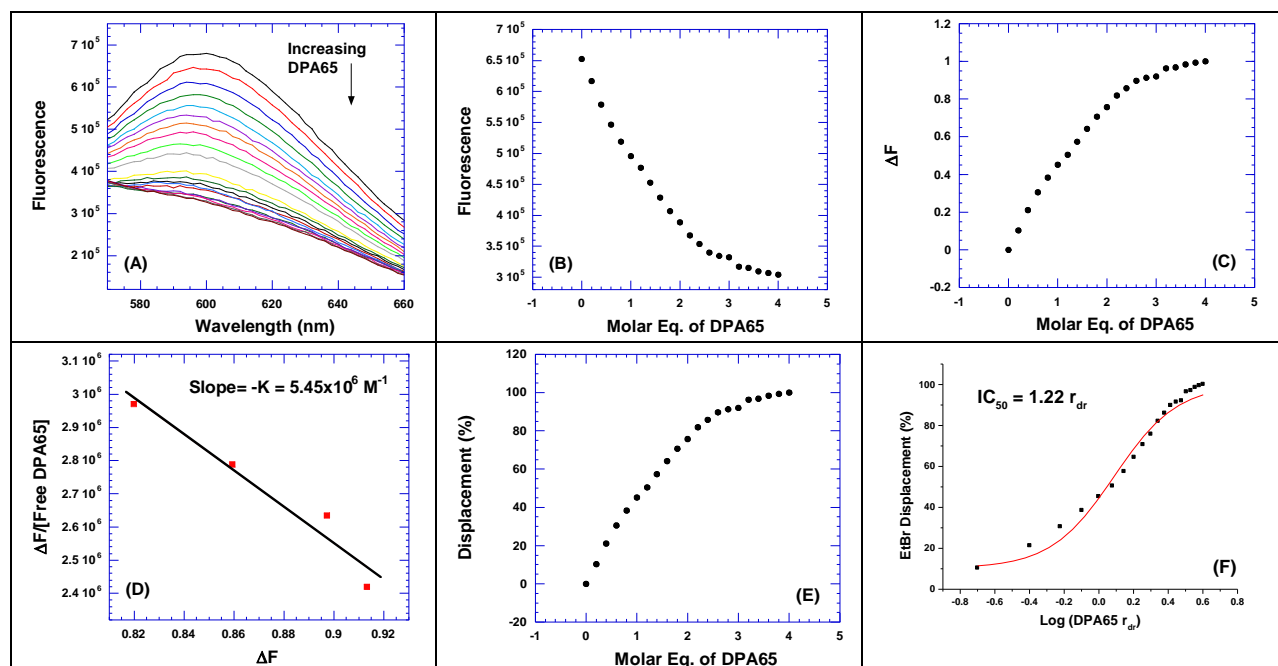 7 10⁵
6 10⁵
5 10⁵
4 10⁵
3 10⁵
2 10⁵
Fluorescence
Increasing
DPA65
(A)
580 600 620 640 660
Wavelength (nm)
6.5 10⁵
6 10⁵
5.5 10⁵
5 10⁵
4.5 10⁵
4 10⁵
3.5 10⁵
3 10⁵
Fluorescence
(B)
-1 0 1 2 3 4 5
Molar Eq. of DPA65
1.2
1
0.8
0.6
0.4
0.2
0
-0.2
ΔF
(C)
-1 0 1 2 3 4 5
Molar Eq. of DPA65
3.1 10⁶
3 10⁶
2.9 10⁶
2.8 10⁶
2.7 10⁶
2.6 10⁶
2.5 10⁶
2.4 10⁶
ΔF/[Free DPA65]
Slope= -K = 5.45x10⁶ M⁻¹
(D)
0.82 0.84 0.86 0.88 0.9 0.92
ΔF
120
100
80
60
40
20
0
-20
Displacement (%)
(E)
-1 0 1 2 3 4 5
Molar Eq. of DPA65
100
80
60
40
20
0
EtBr Displacement (%)
IC₅₀ = 1.22 r_dr
(F)
-0.8 -0.6 -0.4 -0.2 0.0 0.2 0.4 0.6 0.8
Log (DPA65 r_dr)